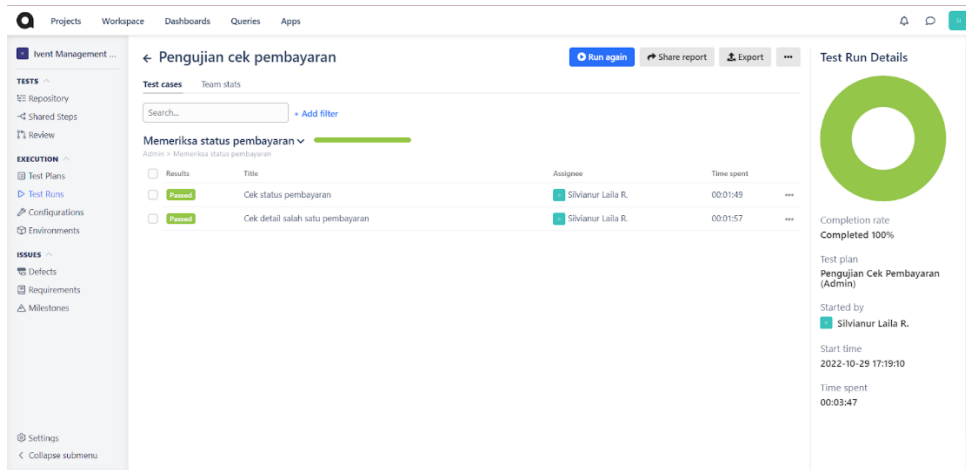 Projects Workspace Dashboards Queries Apps
Ivent Management ...
TESTS
Repository
Shared Steps
Review
EXECUTION
Test Plans
Test Runs
Configurations
Environments
ISSUES
Defects
Requirements
Milestones
Settings
Collapse submenu
← Pengujian cek pembayaran
Run again Share report Export •••
Test cases Team stats
Search... + Add filter
Memeriksa status pembayaran
Admin > Memeriksa status pembayaran
Results Title Assignee Time spent
Passed Cek status pembayaran Silvianur Laila R. 00:01:49 •••
Passed Cek detail salah satu pembayaran Silvianur Laila R. 00:01:57 •••
Test Run Details
Completion rate
Completed 100%
Test plan
Pengujian Cek Pembayaran
(Admin)
Started by
Silvianur Laila R.
Start time
2022-10-29 17:19:10
Time spent
00:03:47